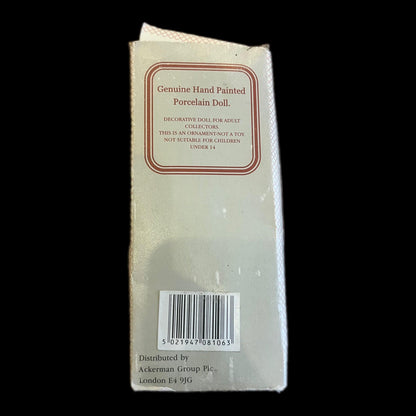 Genuine Hand Painted
Porcelain Doll.
DECORATIVE DOLL FOR ADULT
COLLECTORS.
THIS IS AN ORNAMENT-NOT A TOY.
NOT SUITABLE FOR CHILDREN
UNDER 14
5 021947 081063
Distributed by
Ackerman Group Plc.
London E4 9JG